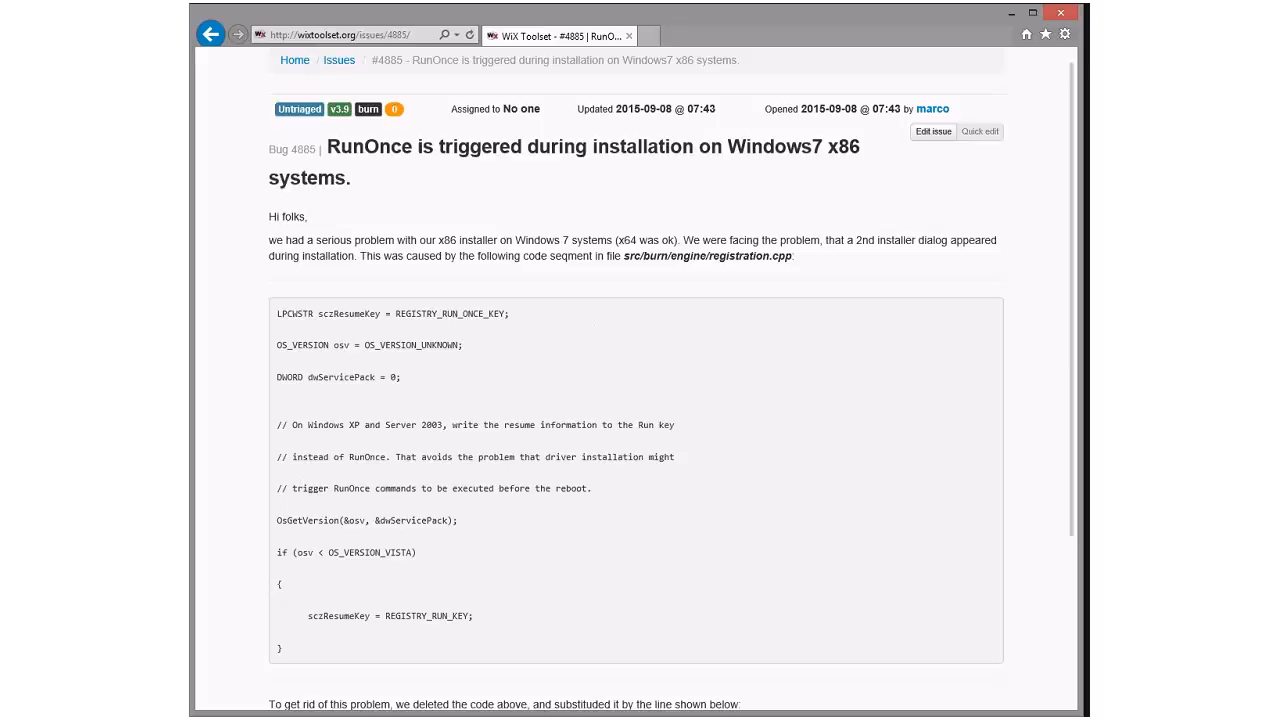 http://wixtoolset.org/issues/4885/
WiX Toolset - #4885 | RunO...
Home / Issues / #4885 - RunOnce is triggered during installation on Windows7 x86 systems.
Untriaged v3.9 burn 0 Assigned to No one Updated 2015-09-08 @ 07:43 Opened 2015-09-08 @ 07:43 by marco
Edit issue Quick edit
Bug 4885 | RunOnce is triggered during installation on Windows7 x86
systems.
Hi folks,
we had a serious problem with our x86 installer on Windows 7 systems (x64 was ok). We were facing the problem, that a 2nd installer dialog appeared
during installation. This was caused by the following code seqment in file src/burn/engine/registration.cpp:
LPCWSTR sczResumeKey = REGISTRY_RUN_ONCE_KEY;
OS_VERSION osv = OS_VERSION_UNKNOWN;
DWORD dwServicePack = 0;
// On Windows XP and Server 2003, write the resume information to the Run key
// instead of RunOnce. That avoids the problem that driver installation might
// trigger RunOnce commands to be executed before the reboot.
OsGetVersion(&osv, &dwServicePack);
if (osv < OS_VERSION_VISTA)
{
sczResumeKey = REGISTRY_RUN_KEY;
}
To get rid of this problem, we deleted the code above, and substituded it by the line shown below: